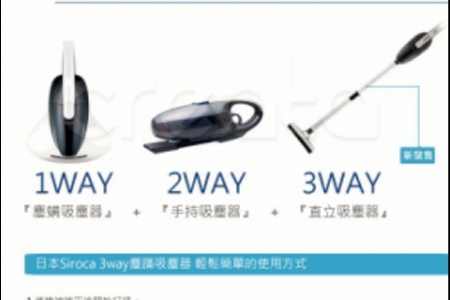 新發售
1WAY 2WAY 3WAY
『塵螨吸塵器』 + 『手持吸塵器』 + 『直立吸塵器』
日本Siroca 3way塵蹣吸塵器 輕鬆簡單的使用方式